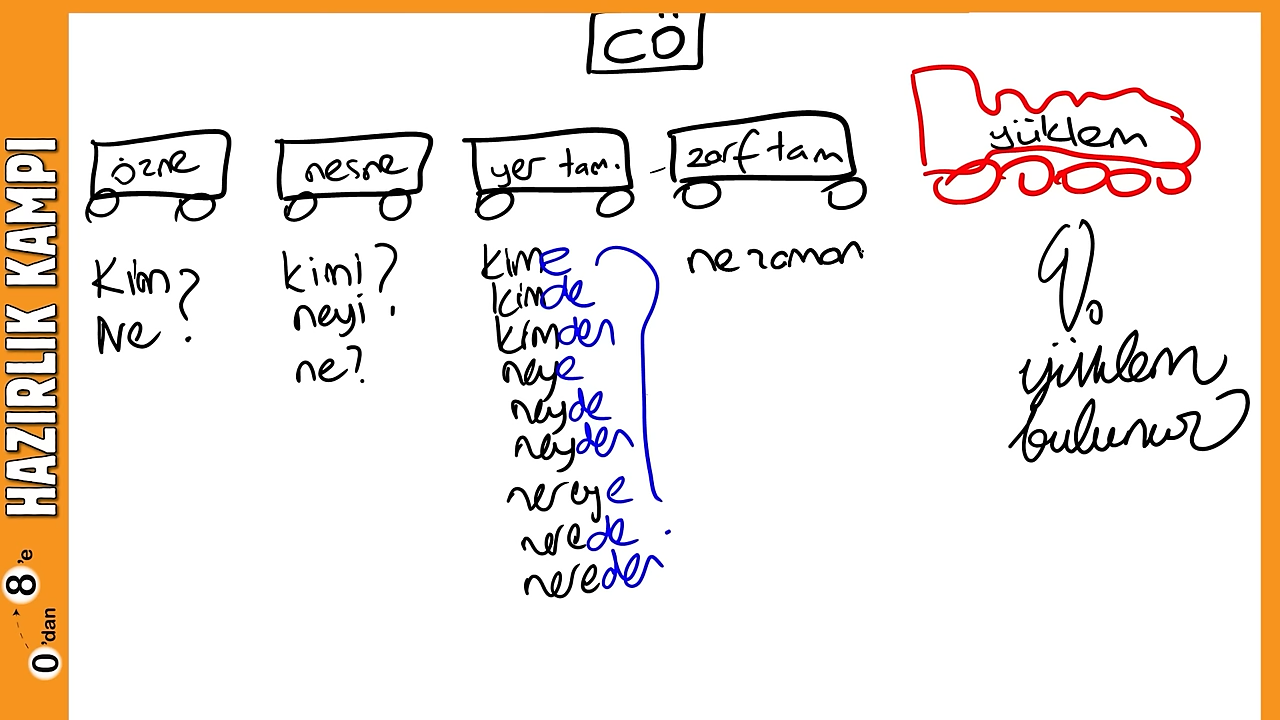 HAZIRLIK KAMPI
0'dan 8'e
CÖ
özne
nesne
yer tam.
zarf tam
yüklem
Kim?
Ne?
kimi?
neyi?
ne?
kime
kimde
kimden
neye
neyde
neyden
nereye
nerede
nereden
ne zaman
yüklem
bulunur